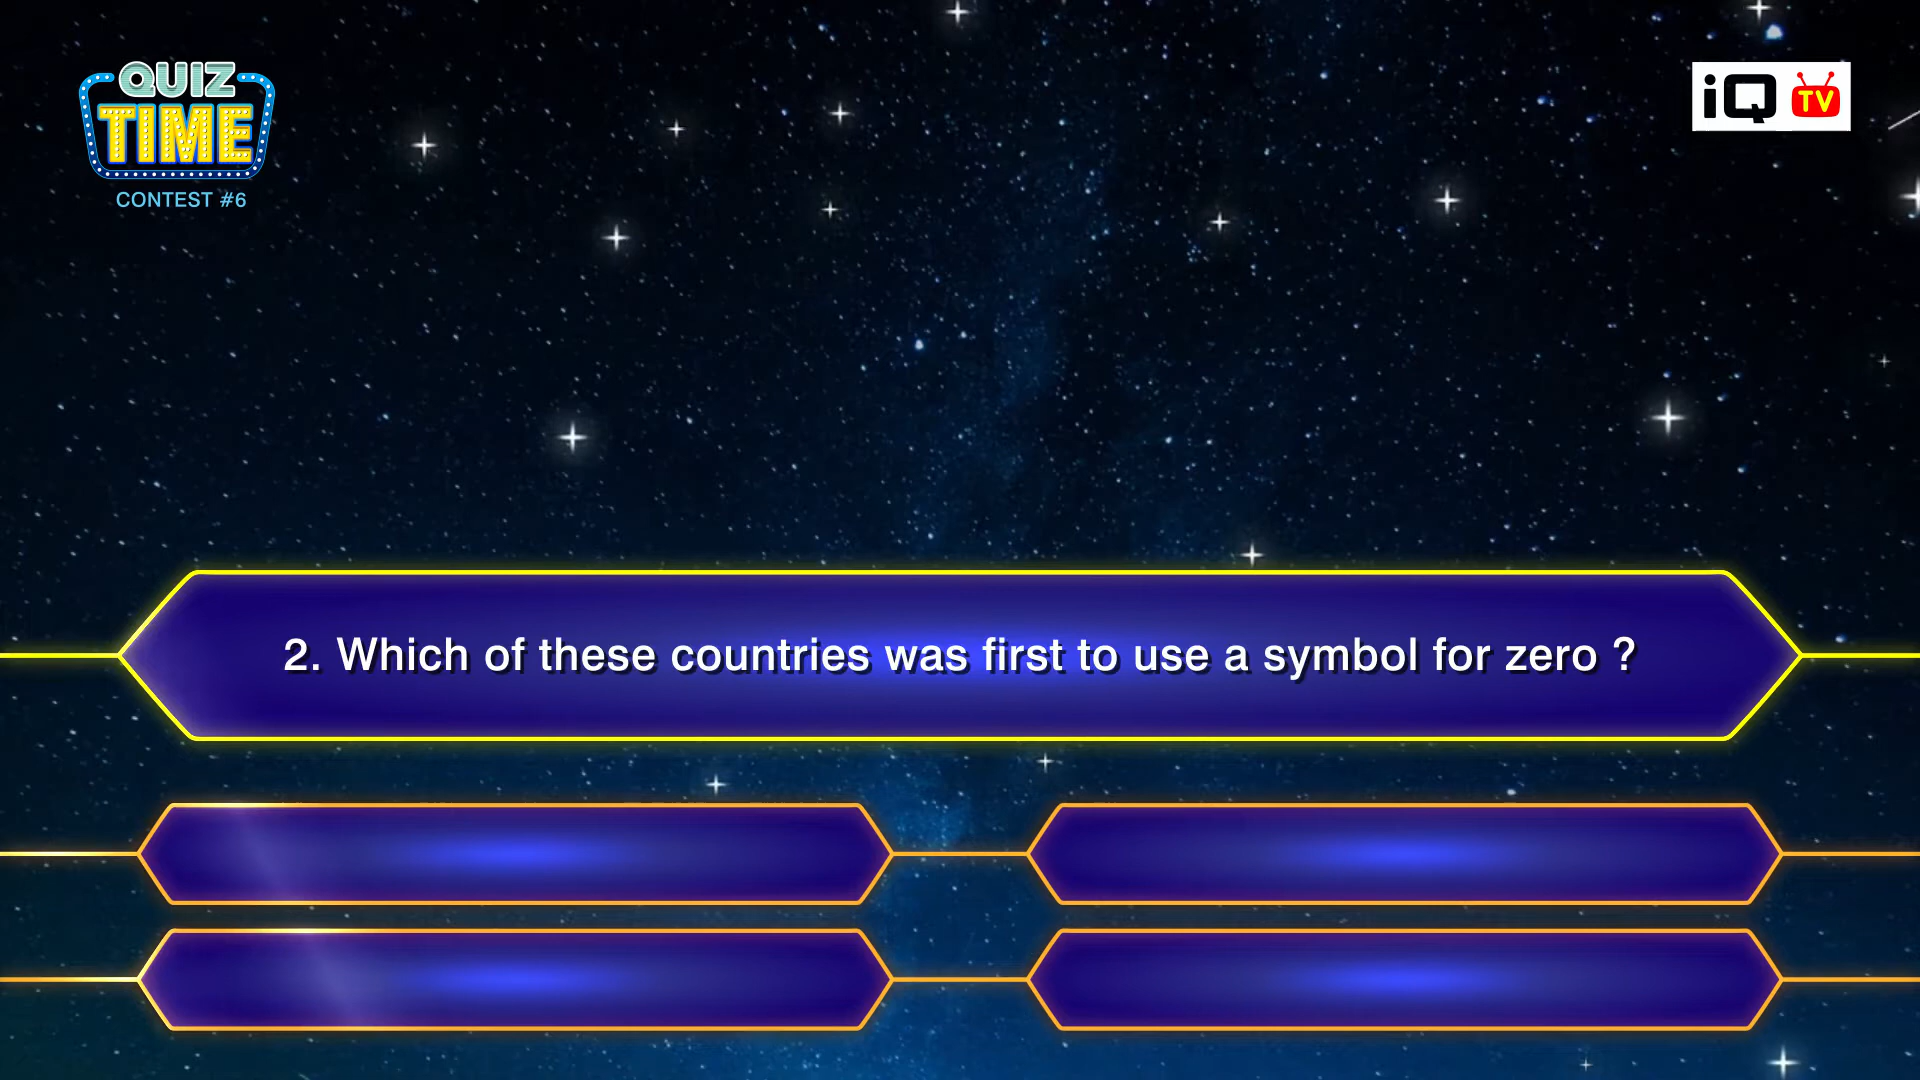 QUIZ
TIME
CONTEST #6
iQ TV
2. Which of these countries was first to use a symbol for zero ?